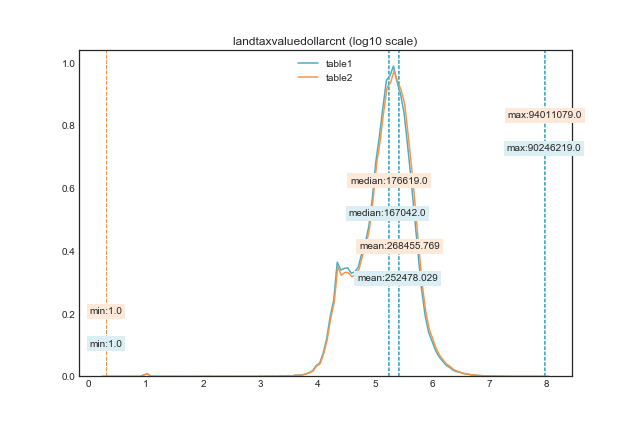 landtaxvaluedollarcnt (log10 scale)
table1
table2
1.0
0.8
0.6
0.4
0.2
0.0
max:94011079.0
max:90246219.0
median:176619.0
median:167042.0
mean:268455.769
mean:252478.029
min:1.0
min:1.0
0 1 2 3 4 5 6 7 8